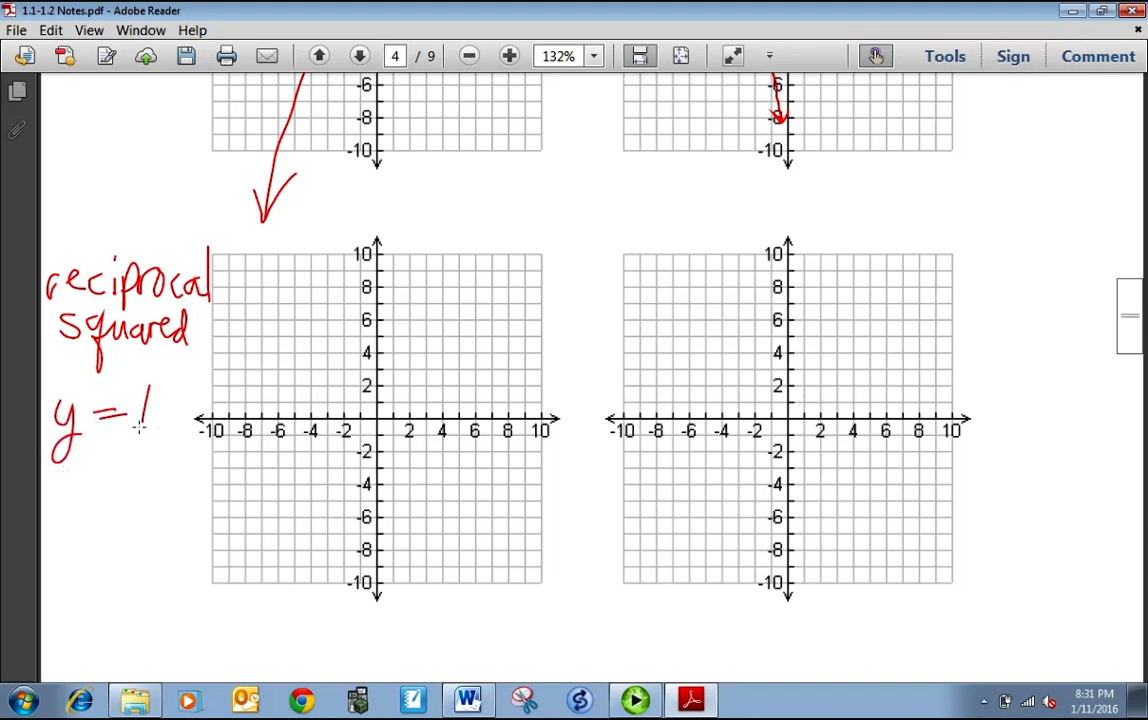 1.1-1.2 Notes.pdf - Adobe Reader
File Edit View Window Help
4 / 9 132% Tools Sign Comment
-6 -6
-8 -8
-10 -10
reciprocal
squared
y = 1
10 10
8 8
6 6
4 4
2 2
-10 -8 -6 -4 -2 2 4 6 8 10 -10 -8 -6 -4 -2 2 4 6 8 10
-2 -2
-4 -4
-6 -6
-8 -8
-10 -10
8:31 PM
1/11/2016